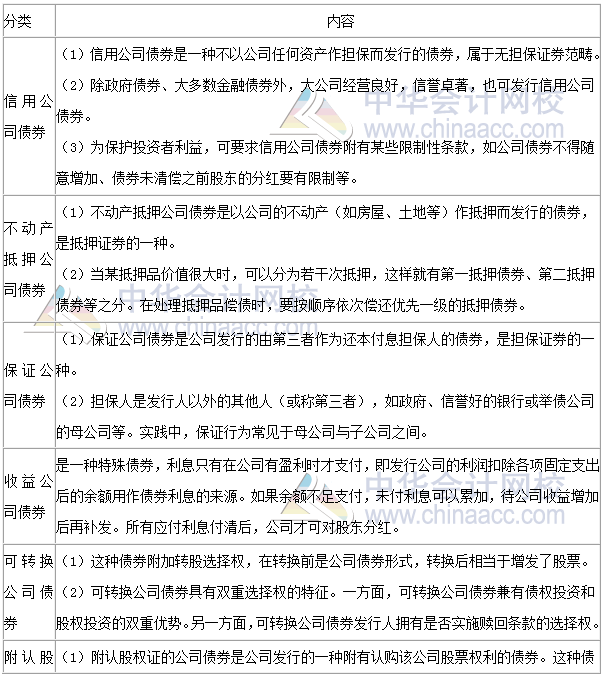 分类
内容
信用公
司债券
（1）信用公司债券是一种不以公司任何资产作担保而发行的债券，属于无担保证券范畴。
（2）除政府债券、大多数金融债券外，大公司经营良好，信誉卓著，也可发行信用公司
债券。
（3）为保护投资者利益，可要求信用公司债券附有某些限制性条款，如公司债券不得随
意增加、债券未清偿之前股东的分红要有限制等。
不动产
抵押公
司债券
（1）不动产抵押公司债券是以公司的不动产（如房屋、土地等）作抵押而发行的债券，
是抵押证券的一种。
（2）当某抵押品价值很大时，可以分为若干次抵押，这样就有第一抵押债券、第二抵押
债券等之分。在处理抵押品偿债时，要按顺序依次偿还优先一级的抵押债券。
保证公
司债券
（1）保证公司债券是公司发行的由第三者作为还本付息担保人的债券，是担保证券的一
种。
（2）担保人是发行人以外的其他人（或称第三者），如政府、信誉好的银行或举债公司
的母公司等。实践中，保证行为常见于母公司与子公司之间。
收益公
司债券
是一种特殊债券，利息只有在公司有盈利时才支付，即发行公司的利润扣除各项固定支出
后的余额用作债券利息的来源。如果余额不足支付，未付利息可以累加，待公司收益增加
后再补发。所有应付利息付清后，公司才可对股东分红。
可转换
公司债
券
（1）这种债券附加转股选择权，在转换前是公司债券形式，转换后相当于增发了股票。
（2）可转换公司债券具有双重选择权的特征。一方面，可转换公司债券兼有债权投资和
股权投资的双重优势。另一方面，可转换公司债券发行人拥有是否实施赎回条款的选择权。
附认股
（1）附认股权证的公司债券是公司发行的一种附有认购该公司股票权利的债券。这种债
中华会计网校
www.chinaacc.com
中华会计网校
www.chinaacc.com
中华会计网校
www.chinaacc.com